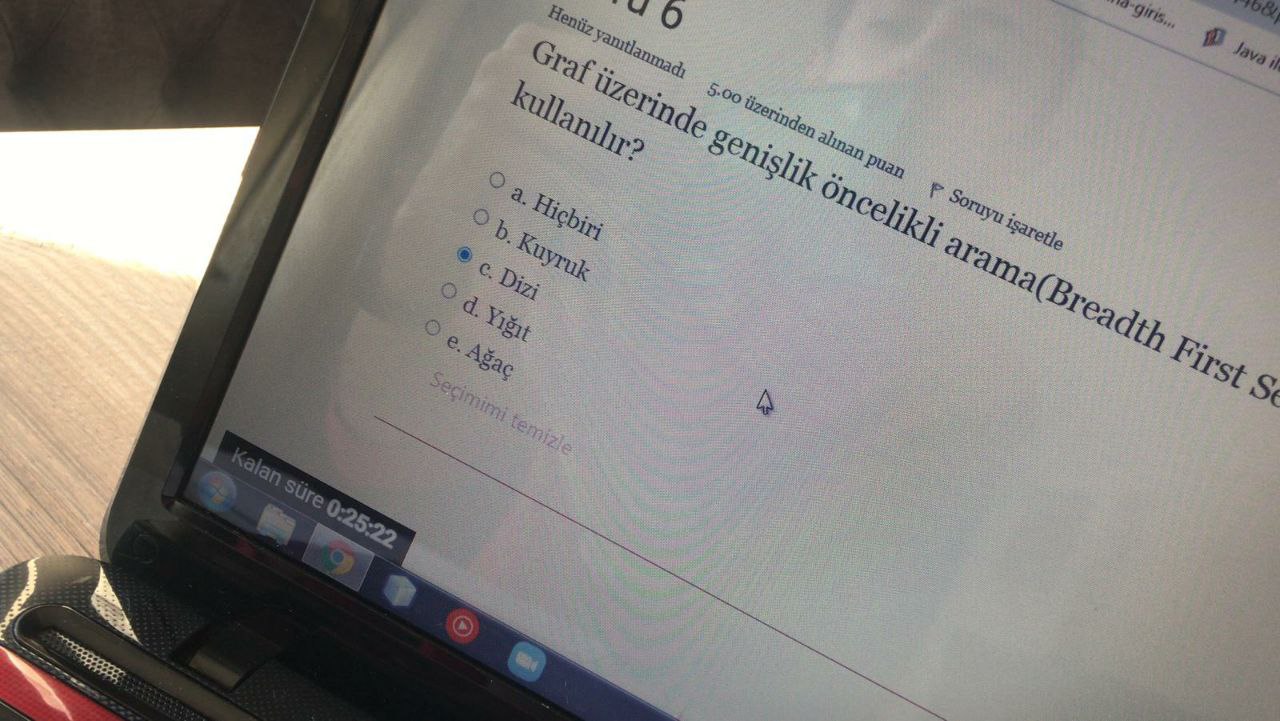 6
Henüz yanıtlanmadı 5.00 üzerinden alınan puan Soruyu işaretle
Graf üzerinde genişlik öncelikli arama(Breadth First
kullanılır?
a. Hiçbiri
b. Kuyruk
c. Dizi
d. Yığıt
e. Ağaç
Seçimimi temizle
Kalan süre 0:25:22
Java